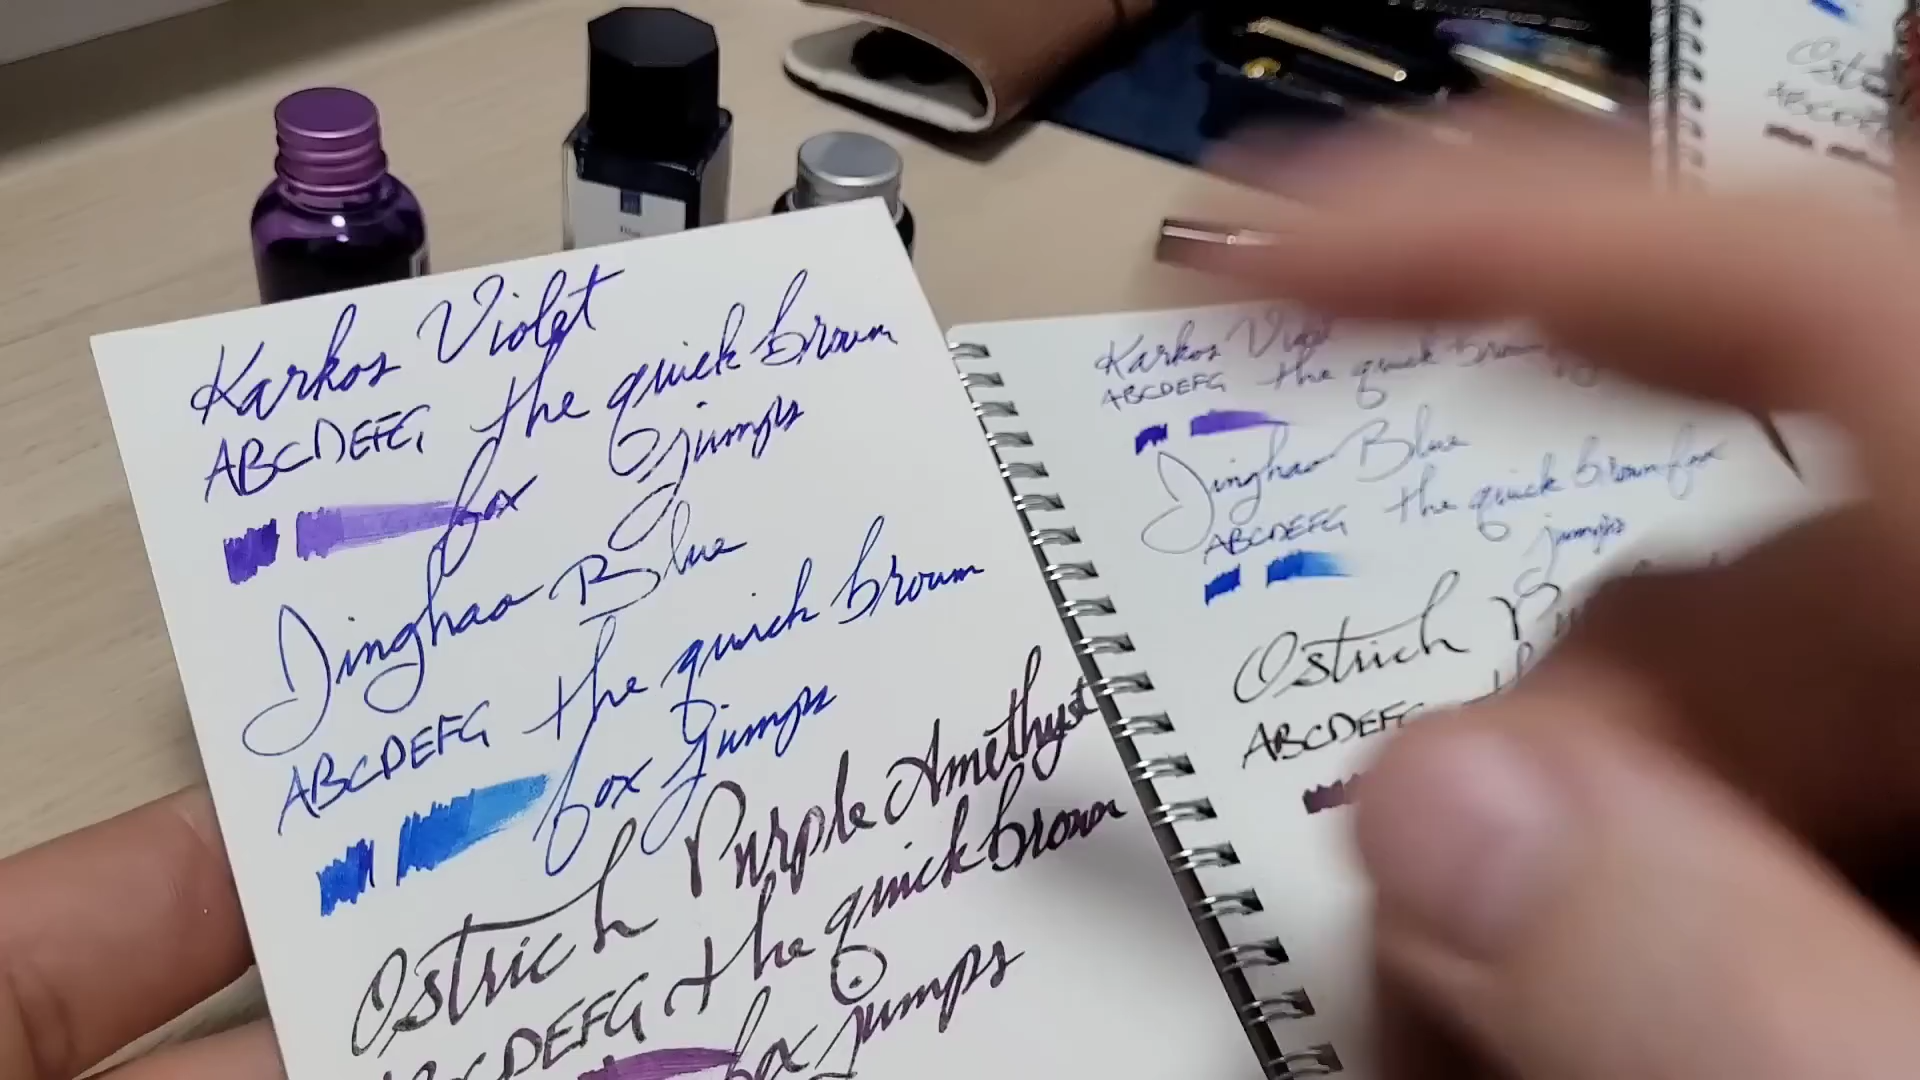 Karkos Violet
ABCDEFG the quick brown
fox jumps
Jinghao Blue
ABCDEFG the quick brown
fox jumps
Ostrich Purple Amethyst
ABCDEFG the quick brown
fox jumps
Karkos
ABCDEFG the quick brown
Jinghao Blue
ABCDEFG the quick brown fox
jumps
Ostrich
ABCDEFG